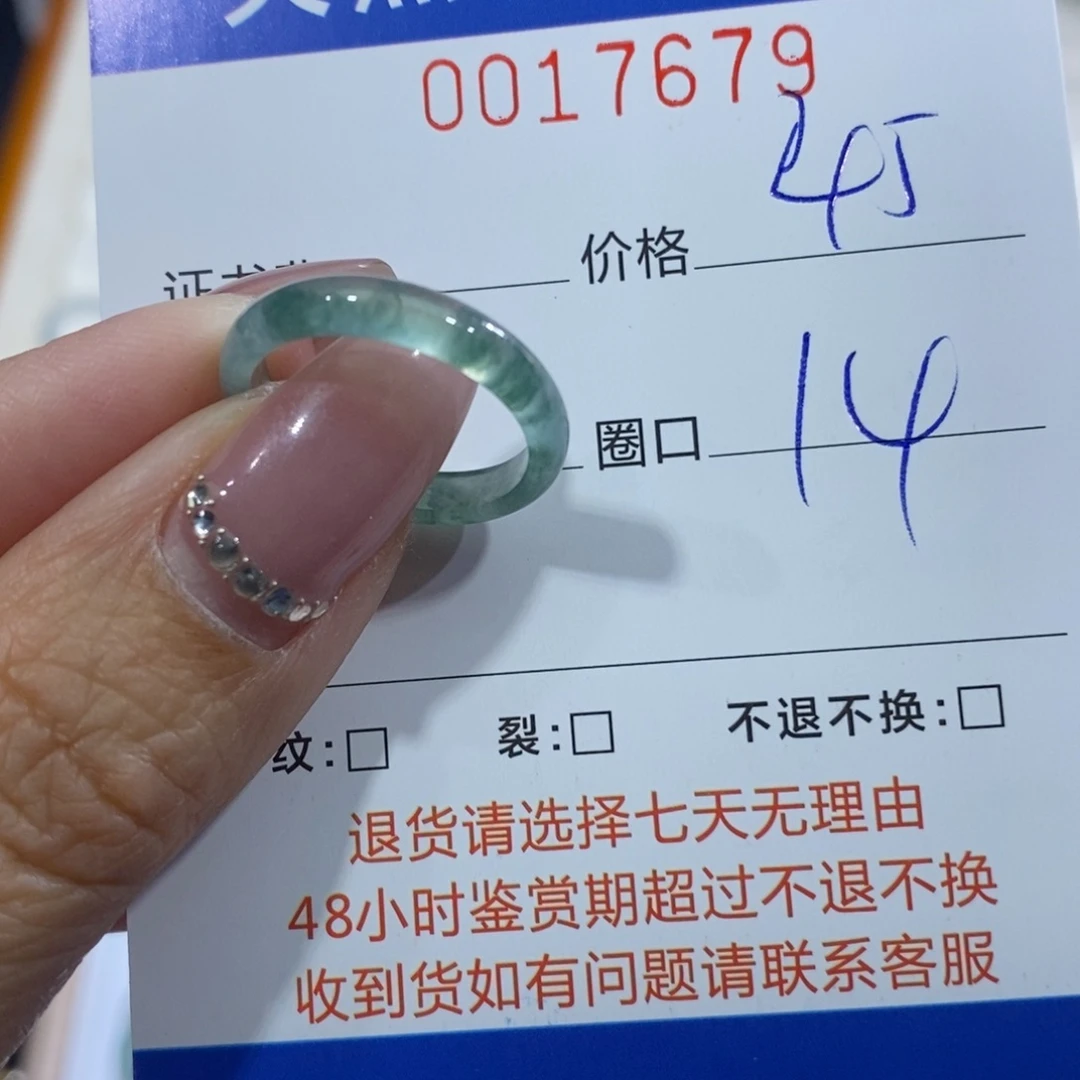 0017679
价格 245
圈口 14
纹:□ 裂:□ 不退不换:□
退货请选择七天无理由
48小时鉴赏期超过不退不换
收到货如有问题请联系客服